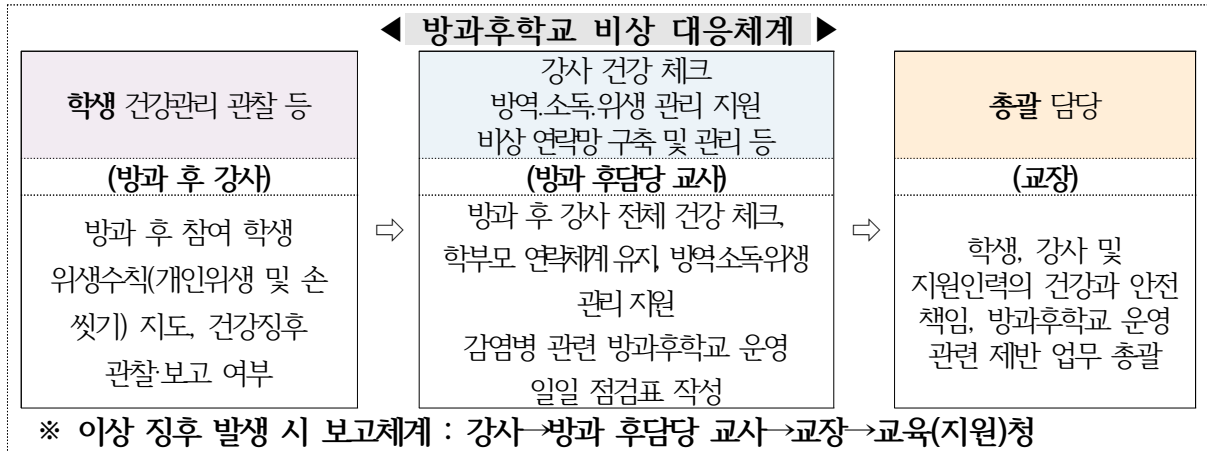 ◀ 방과후학교 비상 대응체계 ▶
학생 건강관리 관찰 등
(방과 후 강사)
방과 후 참여 학생
위생수칙(개인위생 및 손
씻기) 지도, 건강징후
관찰·보고 여부
⇨
강사 건강 체크
방역.소독.위생 관리 지원
비상 연락망 구축 및 관리 등
(방과 후담당 교사)
방과 후 강사 전체 건강 체크,
학부모 연락체계 유지, 방역·소독·위생
관리 지원
감염병 관련 방과후학교 운영
일일 점검표 작성
⇨
총괄 담당
(교장)
학생, 강사 및
지원인력의 건강과 안전
책임, 방과후학교 운영
관련 제반 업무 총괄
※ 이상 징후 발생 시 보고체계 : 강사→방과 후담당 교사→교장→교육(지원)청